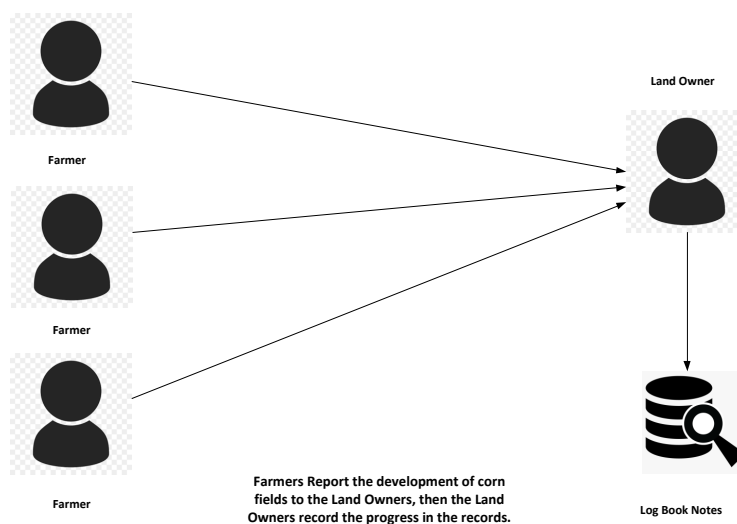 Land Owner
Farmer
Farmer
Farmer
Farmers Report the development of corn
fields to the Land Owners, then the Land
Owners record the progress in the records.
Log Book Notes